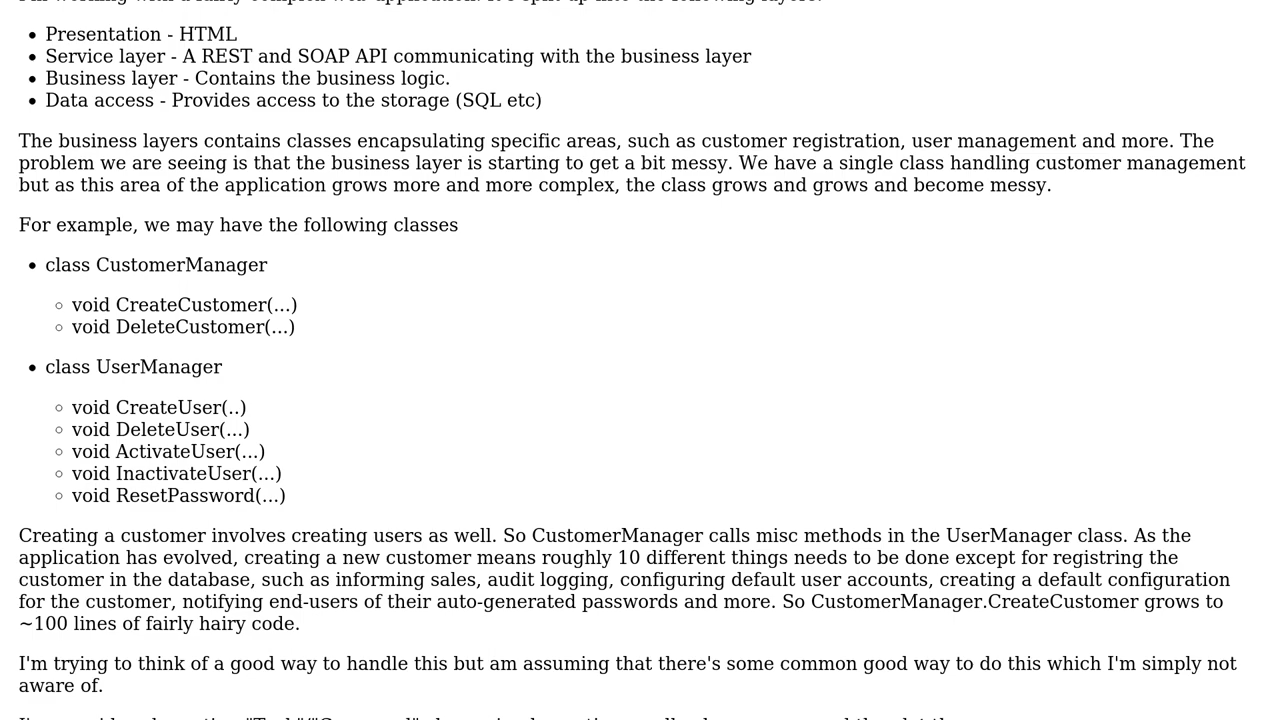 Presentation - HTML
Service layer - A REST and SOAP API communicating with the business layer
Business layer - Contains the business logic.
Data access - Provides access to the storage (SQL etc)
The business layers contains classes encapsulating specific areas, such as customer registration, user management and more. The
problem we are seeing is that the business layer is starting to get a bit messy. We have a single class handling customer management
but as this area of the application grows more and more complex, the class grows and grows and become messy.
For example, we may have the following classes
class CustomerManager
void CreateCustomer(...)
void DeleteCustomer(...)
class UserManager
void CreateUser(..)
void DeleteUser(...)
void ActivateUser(...)
void InactivateUser(...)
void ResetPassword(...)
Creating a customer involves creating users as well. So CustomerManager calls misc methods in the UserManager class. As the
application has evolved, creating a new customer means roughly 10 different things needs to be done except for registring the
customer in the database, such as informing sales, audit logging, configuring default user accounts, creating a default configuration
for the customer, notifying end-users of their auto-generated passwords and more. So CustomerManager.CreateCustomer grows to
~100 lines of fairly hairy code.
I'm trying to think of a good way to handle this but am assuming that there's some common good way to do this which I'm simply not
aware of.